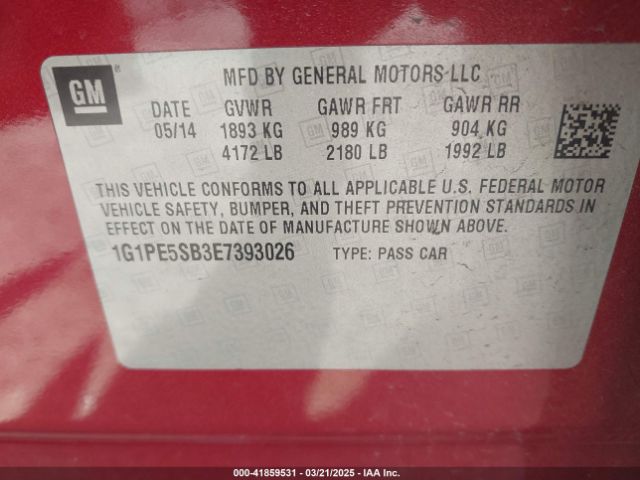 GM ®
MFD BY GENERAL MOTORS LLC
DATE GVWR GAWR FRT GAWR RR
05/14 1893 KG 989 KG 904 KG
4172 LB 2180 LB 1992 LB
THIS VEHICLE CONFORMS TO ALL APPLICABLE U.S. FEDERAL MOTOR
VEHICLE SAFETY, BUMPER, AND THEFT PREVENTION STANDARDS IN
EFFECT ON THE DATE OF MANUFACTURE SHOWN ABOVE.
1G1PE5SB3E7393026 TYPE: PASS CAR
000-41859531 - 03/21/2025 - IAA Inc.